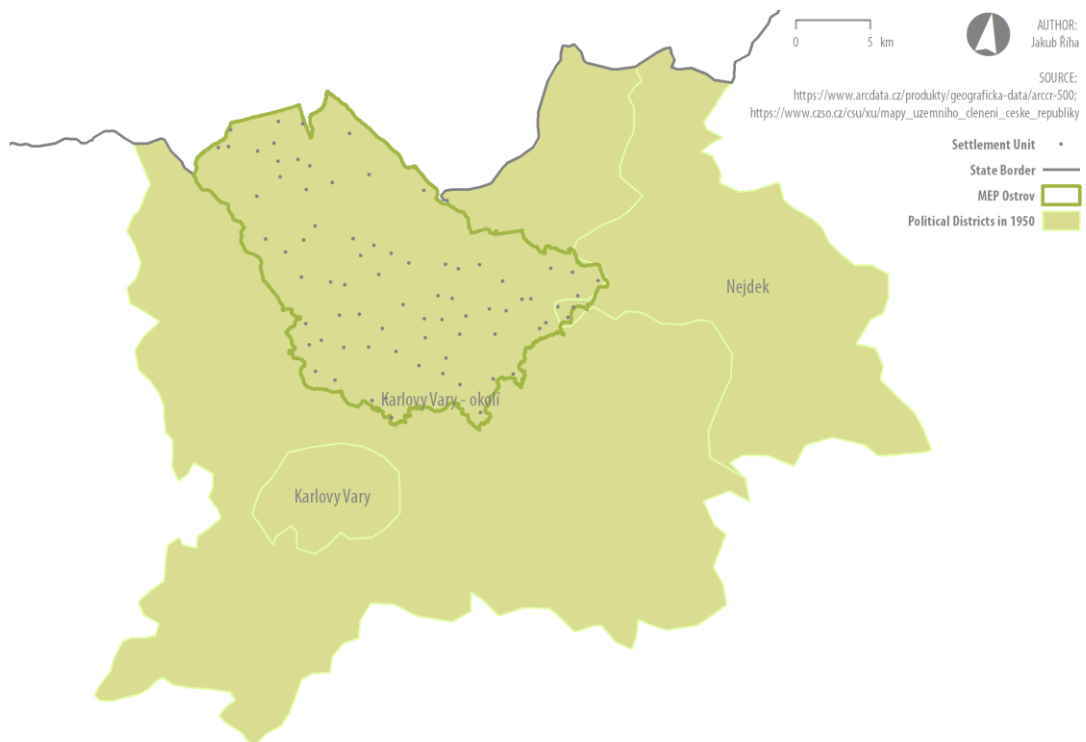 0 5 km
AUTHOR:
Jakub Říha
SOURCE:
https://www.arcdata.cz/produkty/geograficka-data/arccr-500;
https://www.czso.cz/csu/xu/mapy_uzemniho_cleneni_ceske_republiky
Settlement Unit
State Border
MEP Ostrov
Political Districts in 1950
Nejdek
Karlovy Vary - okolí
Karlovy Vary